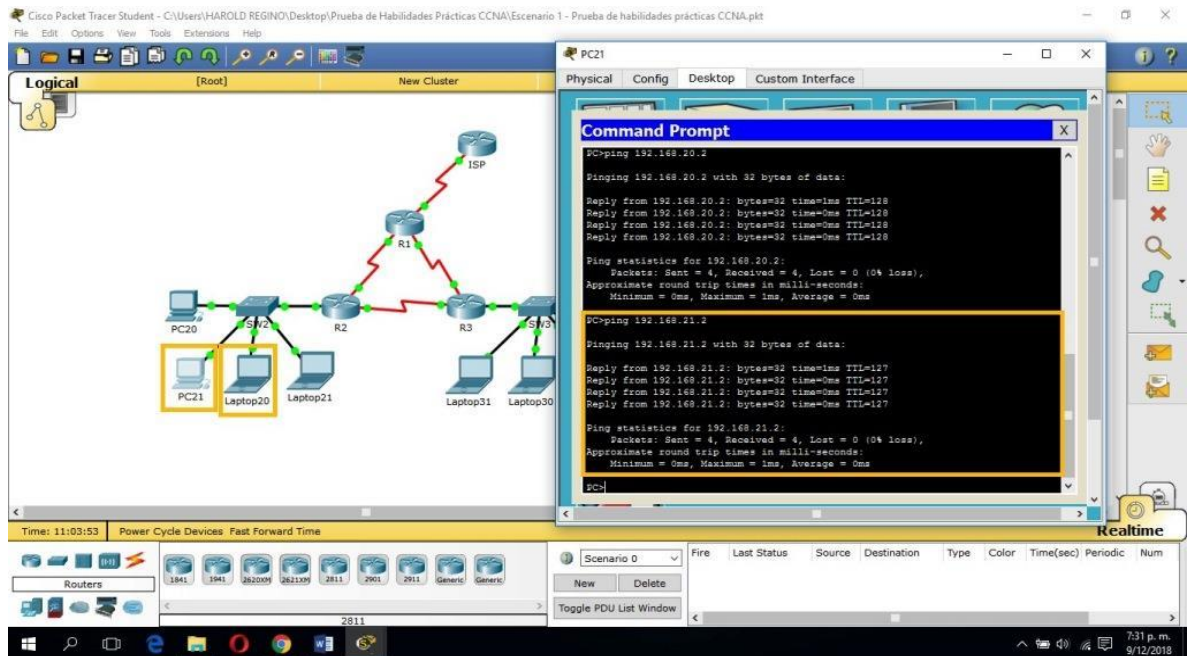 Cisco Packet Tracer Student - C:\Users\HAROLD REGINO\Desktop\Prueba de Habilidades Prácticas CCNA\Escenario 1 - Prueba de habilidades prácticas CCNA.pkt
File Edit Options View Tools Extensions Help
Logical [Root] New Cluster
ISP
R1
PC20 SW2 R2 R3 SW3
PC21 Laptop20 Laptop21 Laptop31 Laptop30
PC21
Physical Config Desktop Custom Interface
Command Prompt X
PC>ping 192.168.20.2
Pinging 192.168.20.2 with 32 bytes of data:
Reply from 192.168.20.2: bytes=32 time=1ms TTL=128
Reply from 192.168.20.2: bytes=32 time=0ms TTL=128
Reply from 192.168.20.2: bytes=32 time=0ms TTL=128
Reply from 192.168.20.2: bytes=32 time=0ms TTL=128
Ping statistics for 192.168.20.2:
Packets: Sent = 4, Received = 4, Lost = 0 (0% loss),
Approximate round trip times in milli-seconds:
Minimum = 0ms, Maximum = 1ms, Average = 0ms
PC>ping 192.168.21.2
Pinging 192.168.21.2 with 32 bytes of data:
Reply from 192.168.21.2: bytes=32 time=1ms TTL=127
Reply from 192.168.21.2: bytes=32 time=0ms TTL=127
Reply from 192.168.21.2: bytes=32 time=0ms TTL=127
Reply from 192.168.21.2: bytes=32 time=0ms TTL=127
Ping statistics for 192.168.21.2:
Packets: Sent = 4, Received = 4, Lost = 0 (0% loss),
Approximate round trip times in milli-seconds:
Minimum = 0ms, Maximum = 1ms, Average = 0ms
PC>
Time: 11:03:53 Power Cycle Devices Fast Forward Time Realtime
Routers
1841 1941 2620XM 2621XM 2811 2901 2911 Generic Generic
2811
Scenario 0
New Delete
Toggle PDU List Window
Fire Last Status Source Destination Type Color Time(sec) Periodic Num
7:31 p. m.
9/12/2018